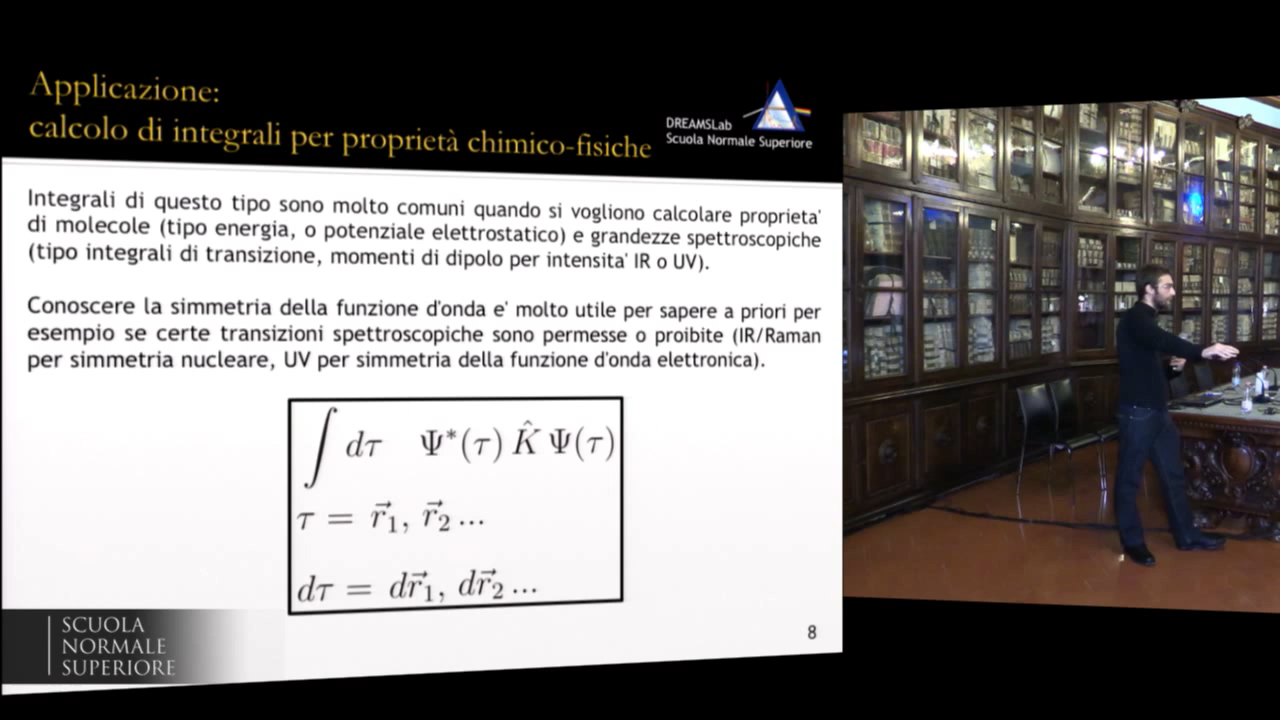 Applicazione:
calcolo di integrali per proprietà chimico-fisiche
DREAMSLab
Scuola Normale Superiore
Integrali di questo tipo sono molto comuni quando si vogliono calcolare proprieta'
di molecole (tipo energia, o potenziale elettrostatico) e grandezze spettroscopiche
(tipo integrali di transizione, momenti di dipolo per intensita' IR o UV).
Conoscere la simmetria della funzione d'onda e' molto utile per sapere a priori per
esempio se certe transizioni spettroscopiche sono permesse o proibite (IR/Raman
per simmetria nucleare, UV per simmetria della funzione d'onda elettronica).
∫ dτ Ψ*(τ) K̂ Ψ(τ)
τ = r⃗₁, r⃗₂ ...
dτ = dr⃗₁, dr⃗₂ ...
8
SCUOLA
NORMALE
SUPERIORE